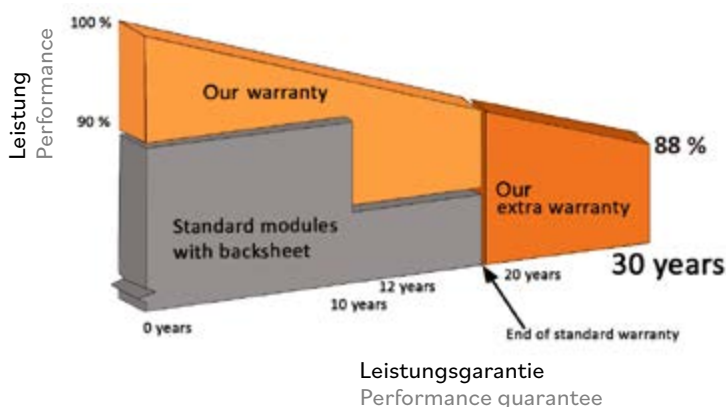 100 %
Leistung
Performance
90 %
Our warranty
Standard modules
with backsheet
Our
extra warranty
88 %
30 years
20 years
12 years
10 years
0 years
End of standard warranty
Leistungsgarantie
Performance guarantee